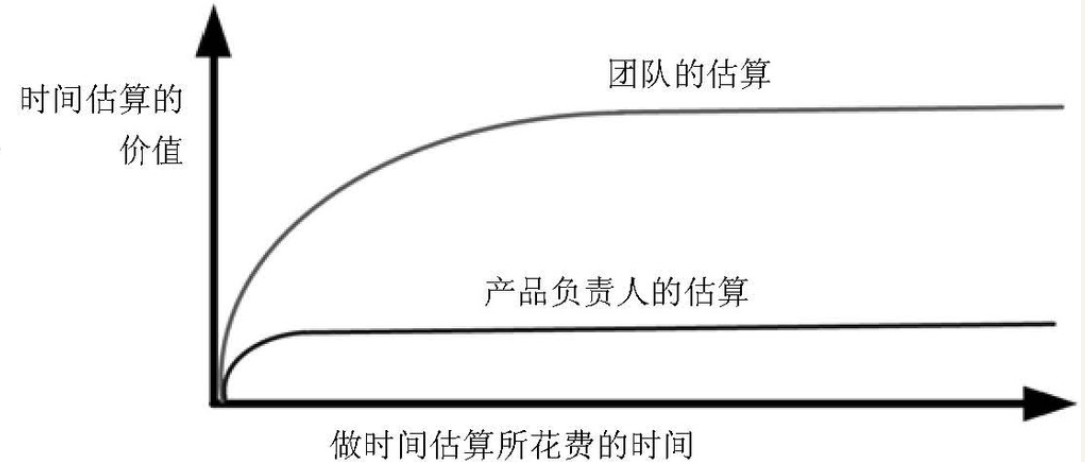 团队的估算
时间估算的
价值
产品负责人的估算
做时间估算所花费的时间